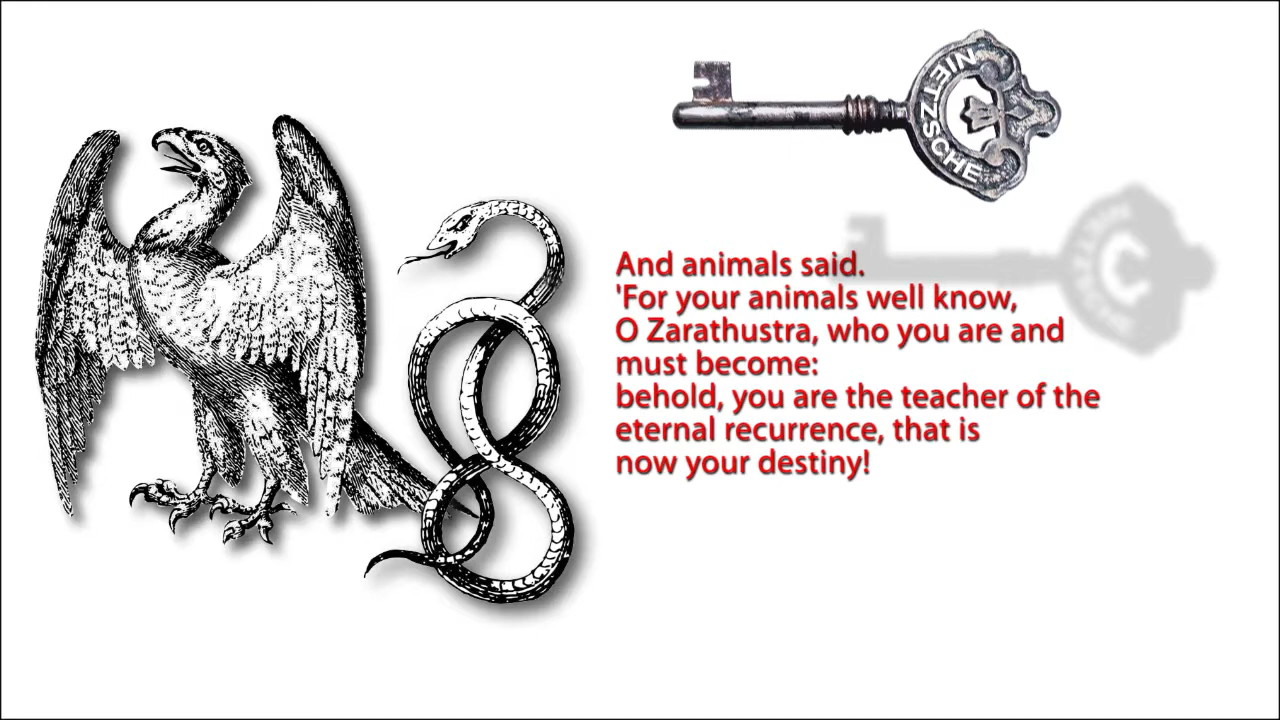 NIETZSCHE
And animals said.
'For your animals well know,
O Zarathustra, who you are and
must become:
behold, you are the teacher of the
eternal recurrence, that is
now your destiny!